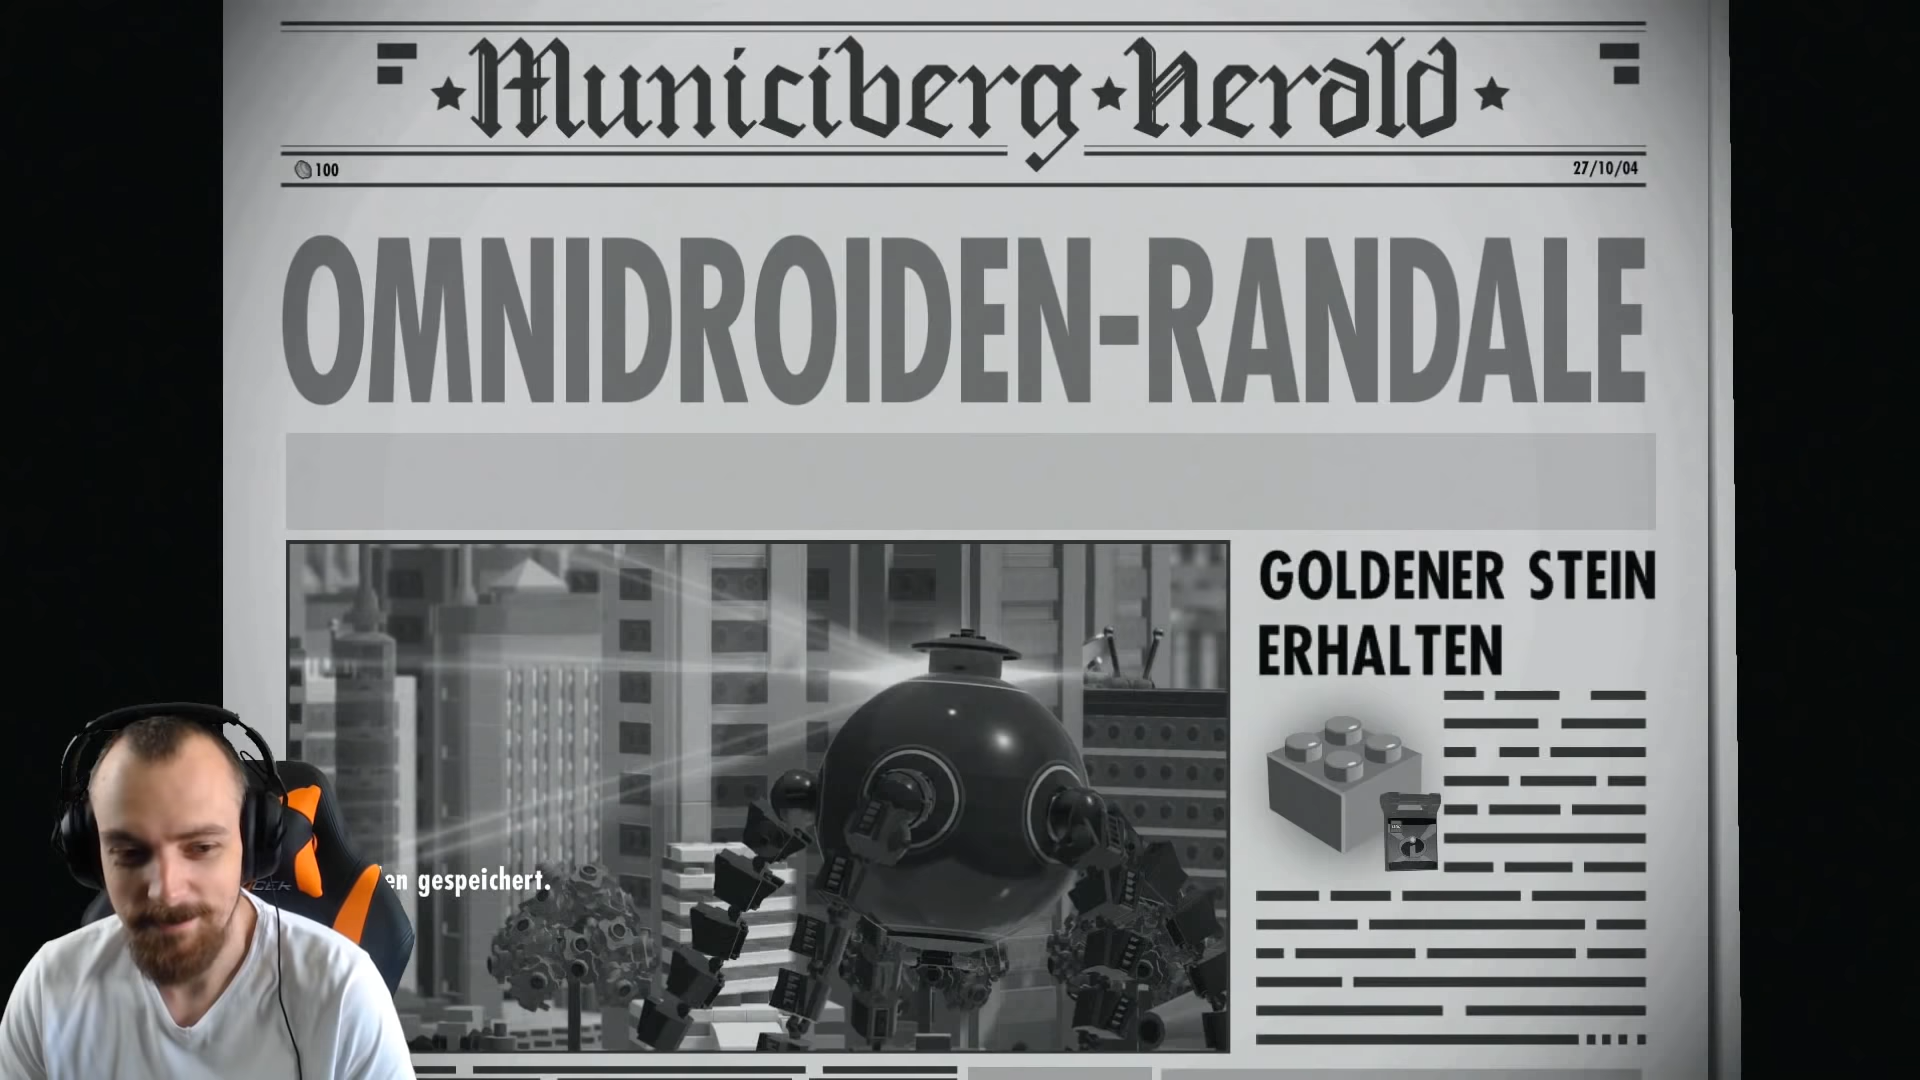 Municiberg Herald
100
27/10/04
OMNIDROIDEN-RANDALE
GOLDENER STEIN
ERHALTEN
gespeichert.